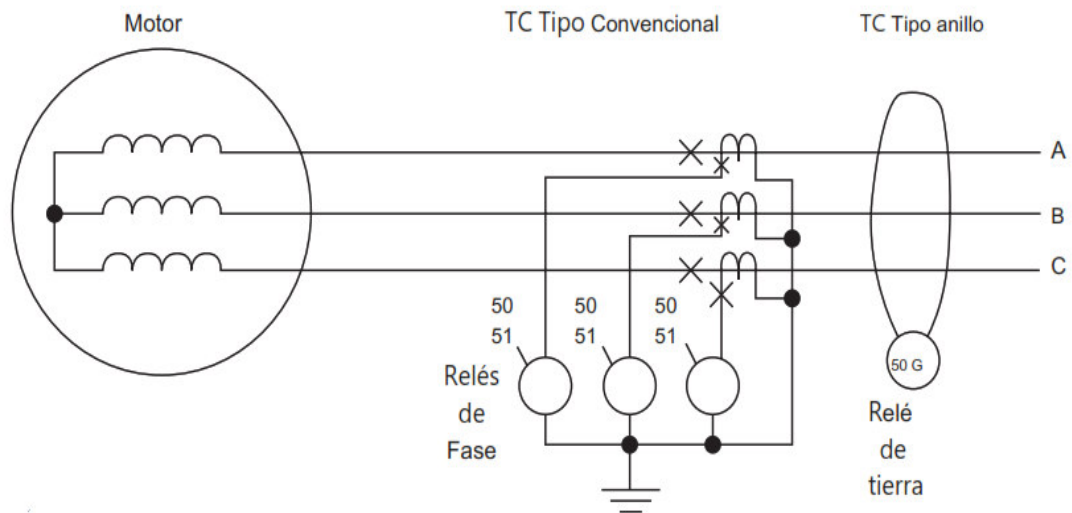 Motor
TC Tipo Convencional
TC Tipo anillo
A
B
C
50
51
50
51
50
51
Relés
de
Fase
50 G
Relé
de
tierra